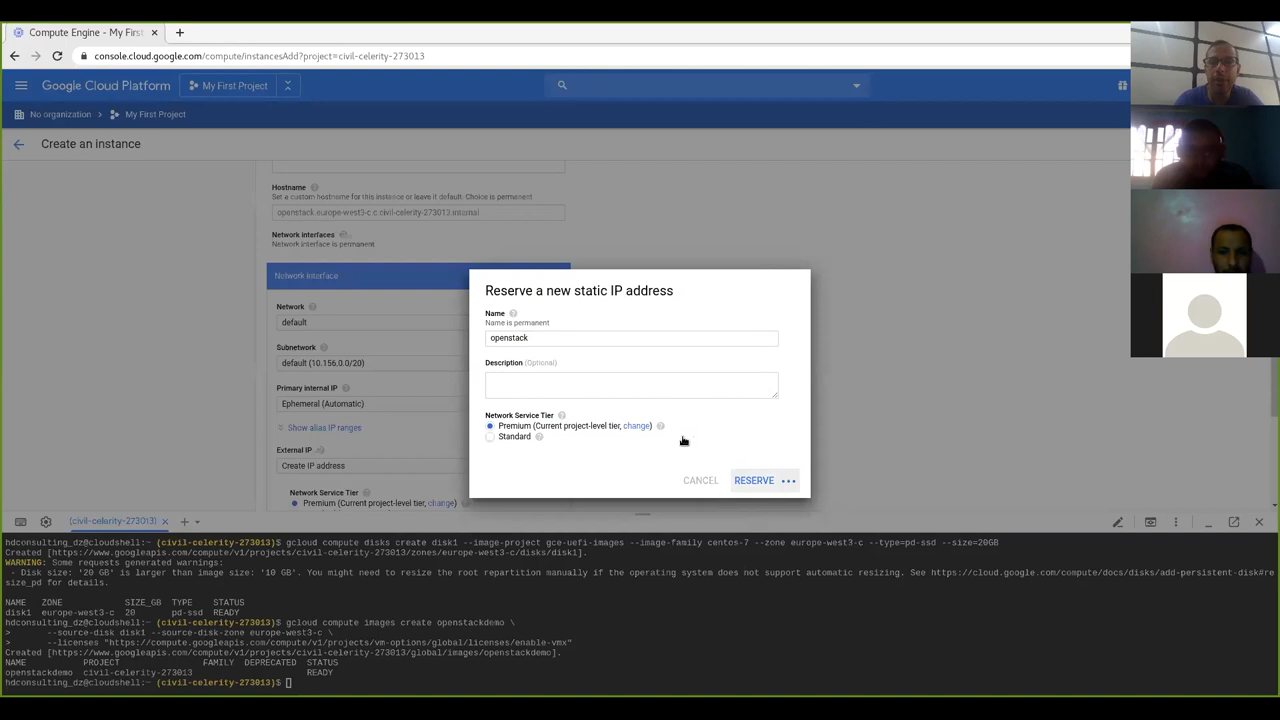 Compute Engine - My First
console.cloud.google.com/compute/instancesAdd?project=civil-celerity-273013
Google Cloud Platform
My First Project
No organization
My First Project
Create an instance
Hostname
Set a custom hostname for this instance or leave it default. Choice is permanent
openstack.europe-west3-c.c.civil-celerity-273013.internal
Network interfaces
Network interface is permanent
Network interface
Network
default
Subnetwork
default (10.156.0.0/20)
Primary internal IP
Ephemeral (Automatic)
Show alias IP ranges
External IP
Create IP address
Network Service Tier
Premium (Current project-level tier, change)
Reserve a new static IP address
Name
Name is permanent
openstack
Description (Optional)
Network Service Tier
Premium (Current project-level tier, change)
Standard
CANCEL
RESERVE
(civil-celerity-273013)
hdconsulting_dz@cloudshell:~ (civil-celerity-273013)$ gcloud compute disks create disk1 --image-project gce-uefi-images --image-family centos-7 --zone europe-west3-c --type=pd-ssd --size=20GB
Created [https://www.googleapis.com/compute/v1/projects/civil-celerity-273013/zones/europe-west3-c/disks/disk1].
WARNING: Some requests generated warnings:
- Disk size: '20 GB' is larger than image size: '10 GB'. You might need to resize the root repartition manually if the operating system does not support automatic resizing. See https://cloud.google.com/compute/docs/disks/add-persistent-disk#re
size_pd for details.
NAME ZONE SIZE_GB TYPE STATUS
disk1 europe-west3-c 20 pd-ssd READY
hdconsulting_dz@cloudshell:~ (civil-celerity-273013)$ gcloud compute images create openstackdemo \
> --source-disk disk1 --source-disk-zone europe-west3-c \
> --licenses "https://compute.googleapis.com/compute/v1/projects/vm-options/global/licenses/enable-vmx"
Created [https://www.googleapis.com/compute/v1/projects/civil-celerity-273013/global/images/openstackdemo].
NAME PROJECT FAMILY DEPRECATED STATUS
openstackdemo civil-celerity-273013 READY
hdconsulting_dz@cloudshell:~ (civil-celerity-273013)$